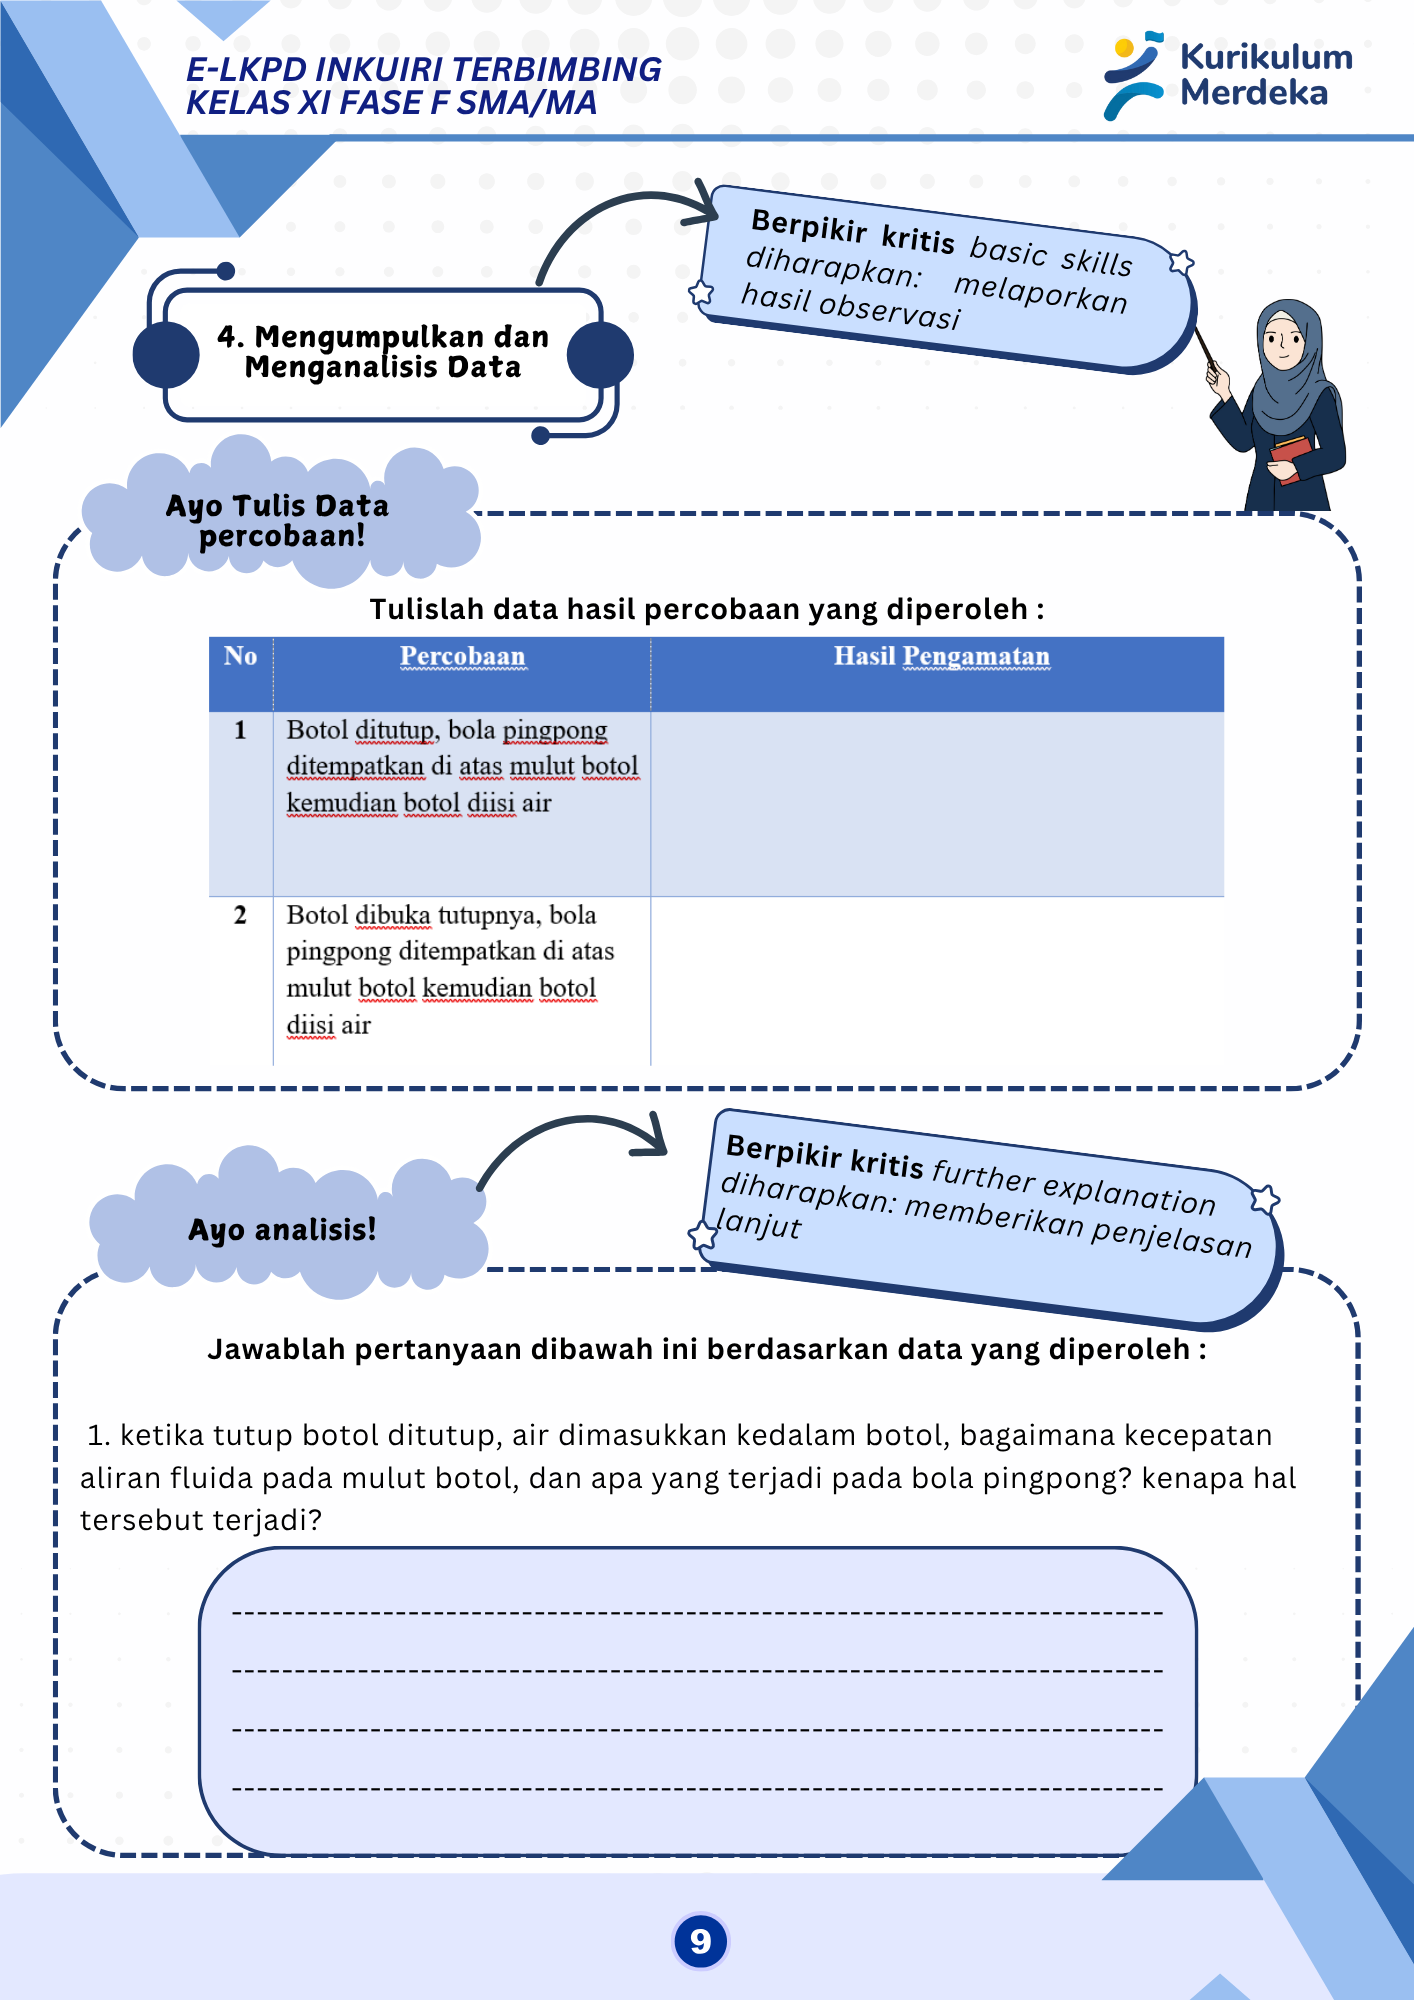 E-LKPD INKUIRI TERBIMBING
KELAS XI FASE F SMA/MA
Kurikulum
Merdeka
Berpikir kritis basic skills
diharapkan: melaporkan
hasil observasi
4. Mengumpulkan dan
Menganalisis Data
Ayo Tulis Data
percobaan!
Tulislah data hasil percobaan yang diperoleh :
No Percobaan Hasil Pengamatan
1 Botol ditutup, bola pingpong
ditempatkan di atas mulut botol
kemudian botol diisi air
2 Botol dibuka tutupnya, bola
pingpong ditempatkan di atas
mulut botol kemudian botol
diisi air
Berpikir kritis further explanation
diharapkan: memberikan penjelasan
lanjut
Ayo analisis!
Jawablah pertanyaan dibawah ini berdasarkan data yang diperoleh :
1. ketika tutup botol ditutup, air dimasukkan kedalam botol, bagaimana kecepatan
aliran fluida pada mulut botol, dan apa yang terjadi pada bola pingpong? kenapa hal
tersebut terjadi?
9